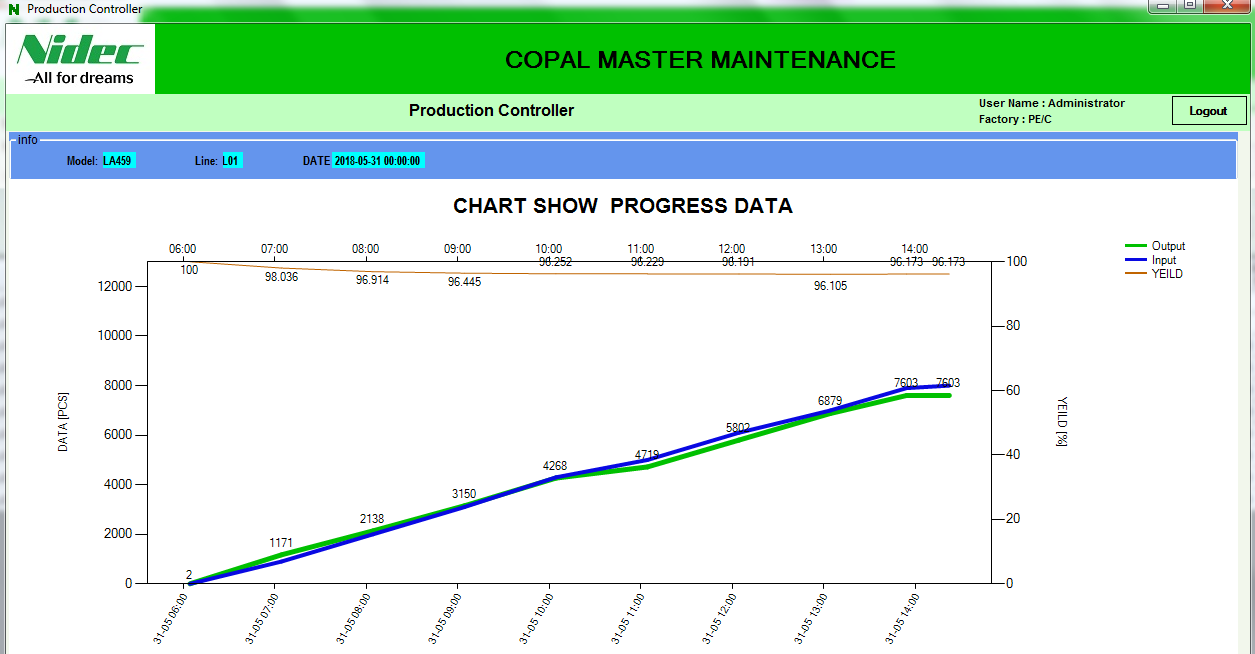 Production Controller
Nidec
All for dreams
COPAL MASTER MAINTENANCE
Production Controller
User Name : Administrator
Factory : PE/C
Logout
info
Model: LA459
Line: L01
DATE 2018-05-31 00:00:00
CHART SHOW PROGRESS DATA
06:00 07:00 08:00 09:00 10:00 11:00 12:00 13:00 14:00
Output
Input
YEILD
100 98.036 96.914 96.445 96.252 96.229 96.191 96.105 96.173 96.173
12000
10000
8000
6000
4000
2000
0
DATA [PCS]
2 1171 2138 3150 4268 4719 5802 6879 7603 7603
100
80
60
40
20
0
YEILD [%]
31-05 06:00 31-05 07:00 31-05 08:00 31-05 09:00 31-05 10:00 31-05 11:00 31-05 12:00 31-05 13:00 31-05 14:00